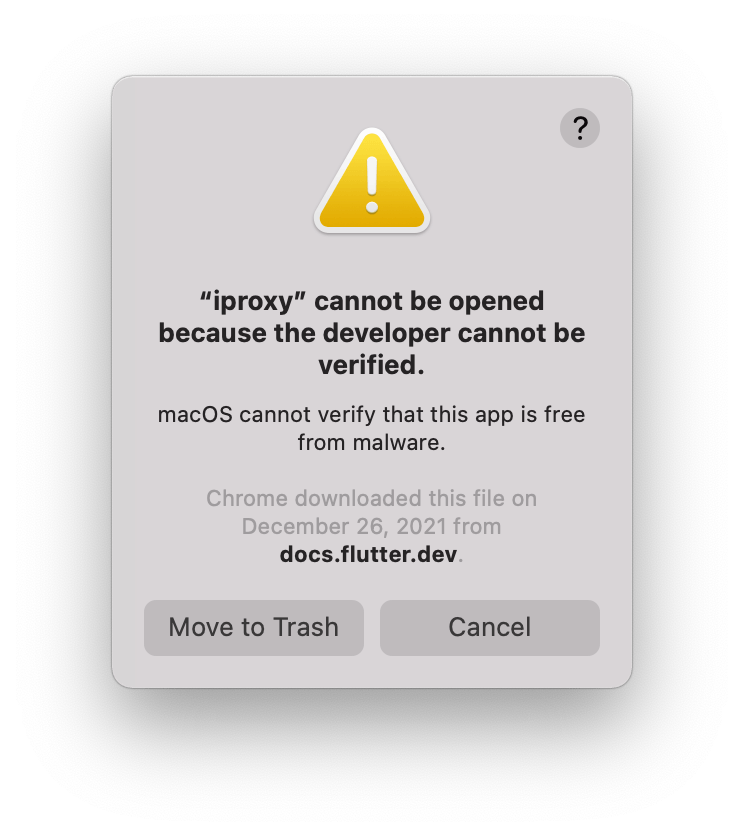 ?
“iproxy” cannot be opened
because the developer cannot be
verified.
macOS cannot verify that this app is free
from malware.
Chrome downloaded this file on
December 26, 2021 from
docs.flutter.dev.
Move to Trash Cancel